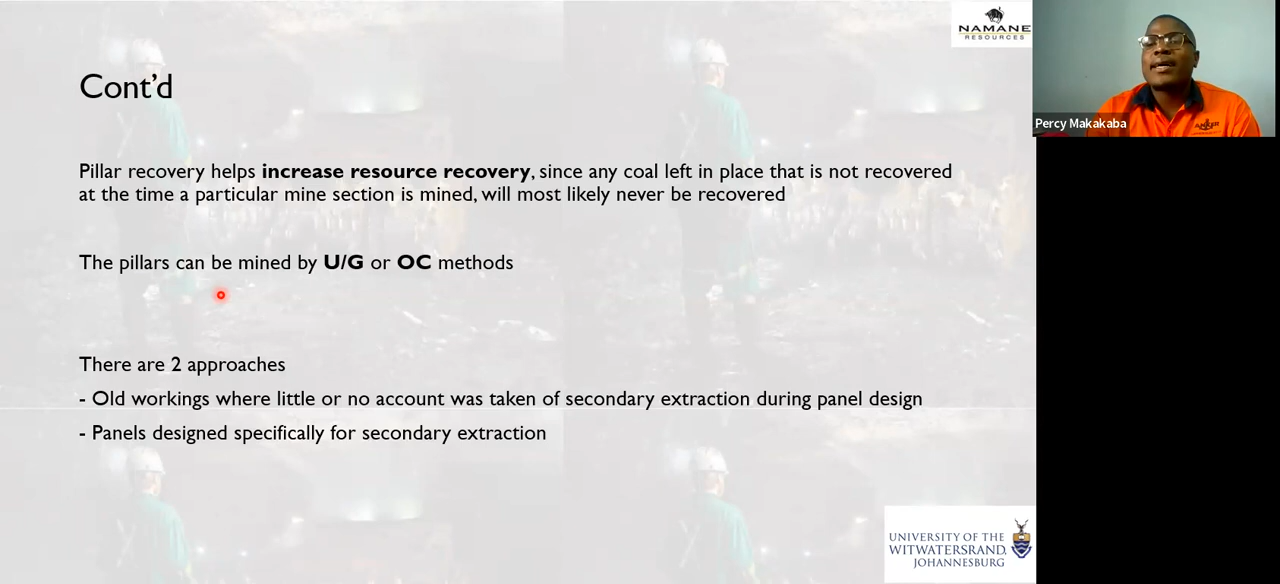 NAMANE
RESOURCES
Cont'd
Percy Makakaba
Pillar recovery helps increase resource recovery, since any coal left in place that is not recovered
at the time a particular mine section is mined, will most likely never be recovered
The pillars can be mined by U/G or OC methods
There are 2 approaches
- Old workings where little or no account was taken of secondary extraction during panel design
- Panels designed specifically for secondary extraction
UNIVERSITY OF THE
WITWATERSRAND,
JOHANNESBURG